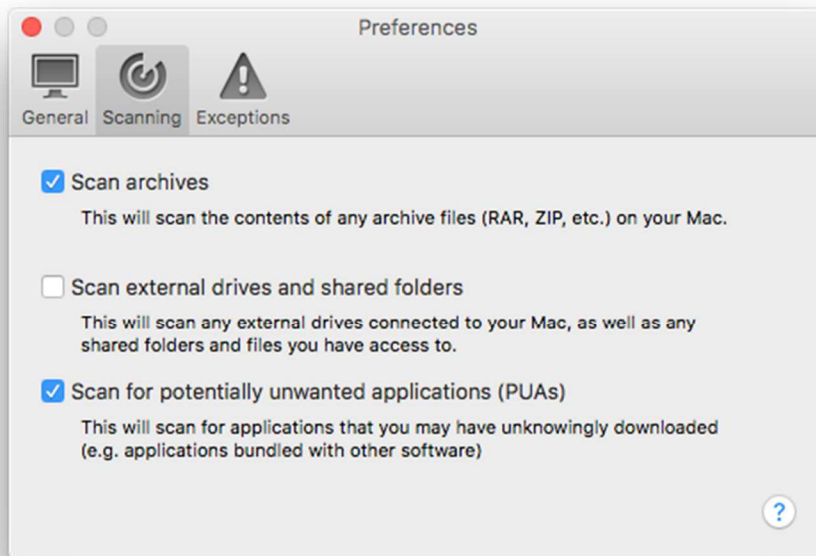 Preferences
General Scanning Exceptions
Scan archives
This will scan the contents of any archive files (RAR, ZIP, etc.) on your Mac.
Scan external drives and shared folders
This will scan any external drives connected to your Mac, as well as any
shared folders and files you have access to.
Scan for potentially unwanted applications (PUAs)
This will scan for applications that you may have unknowingly downloaded
(e.g. applications bundled with other software)
?